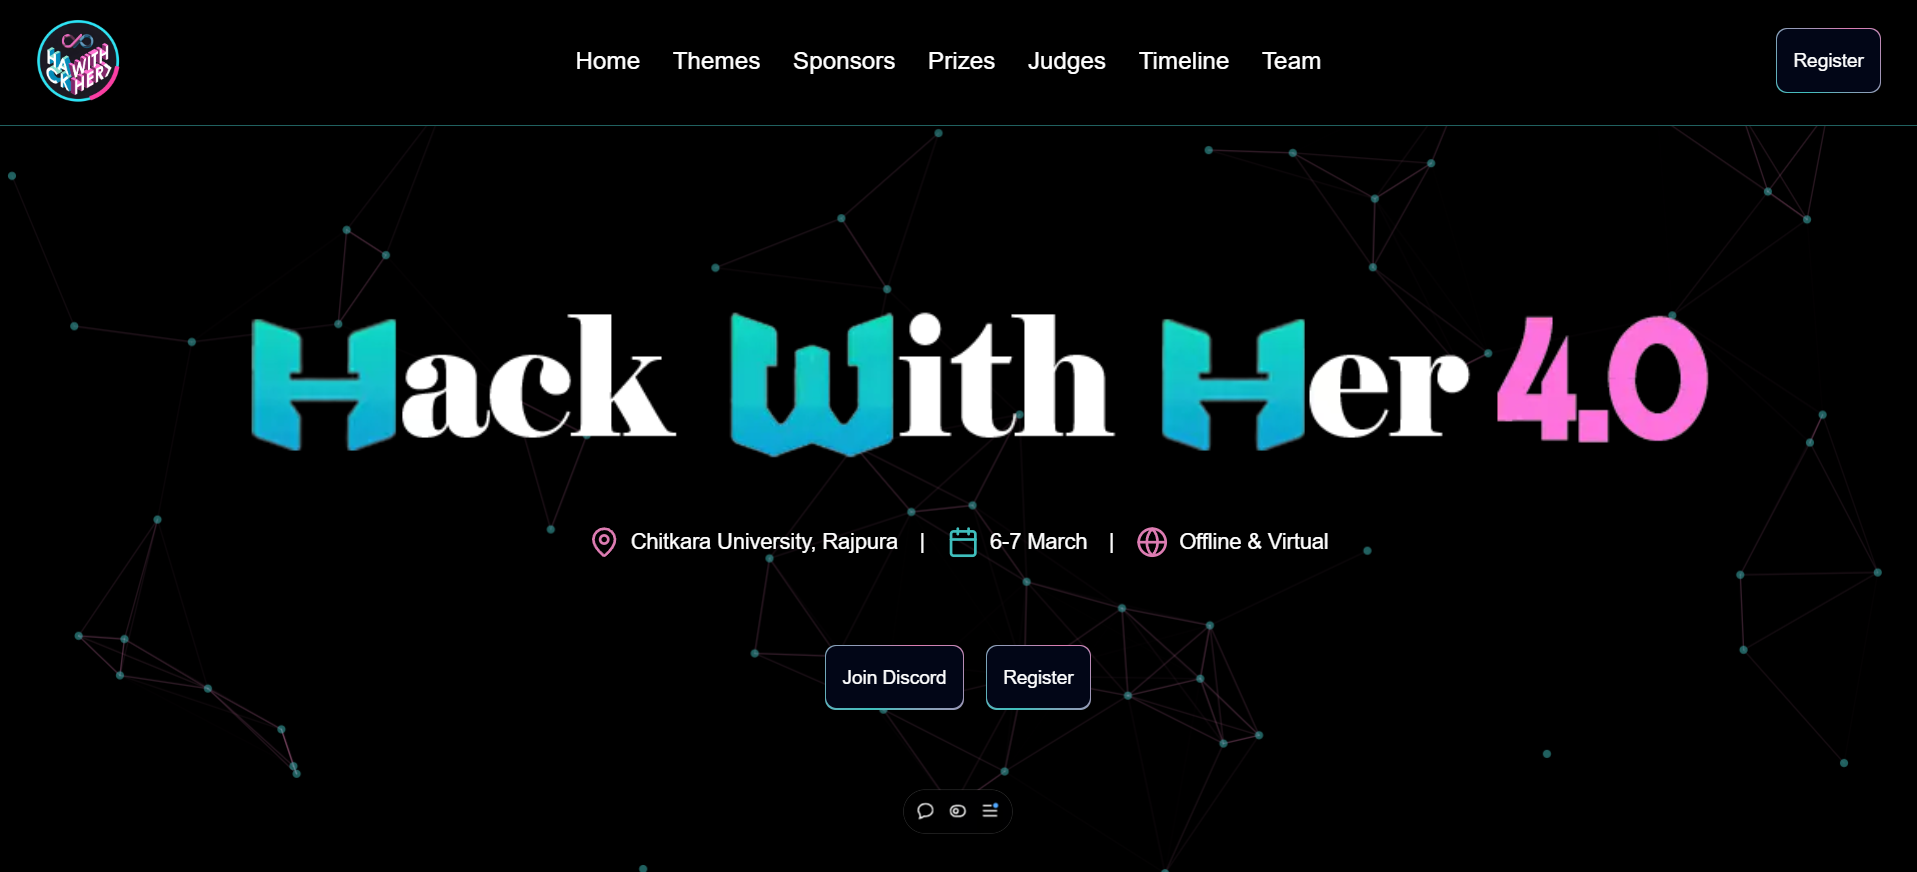 HACK WITH HER
Home Themes Sponsors Prizes Judges Timeline Team
Register
Hack With Her 4.0
Chitkara University, Rajpura | 6-7 March | Offline & Virtual
Join Discord Register